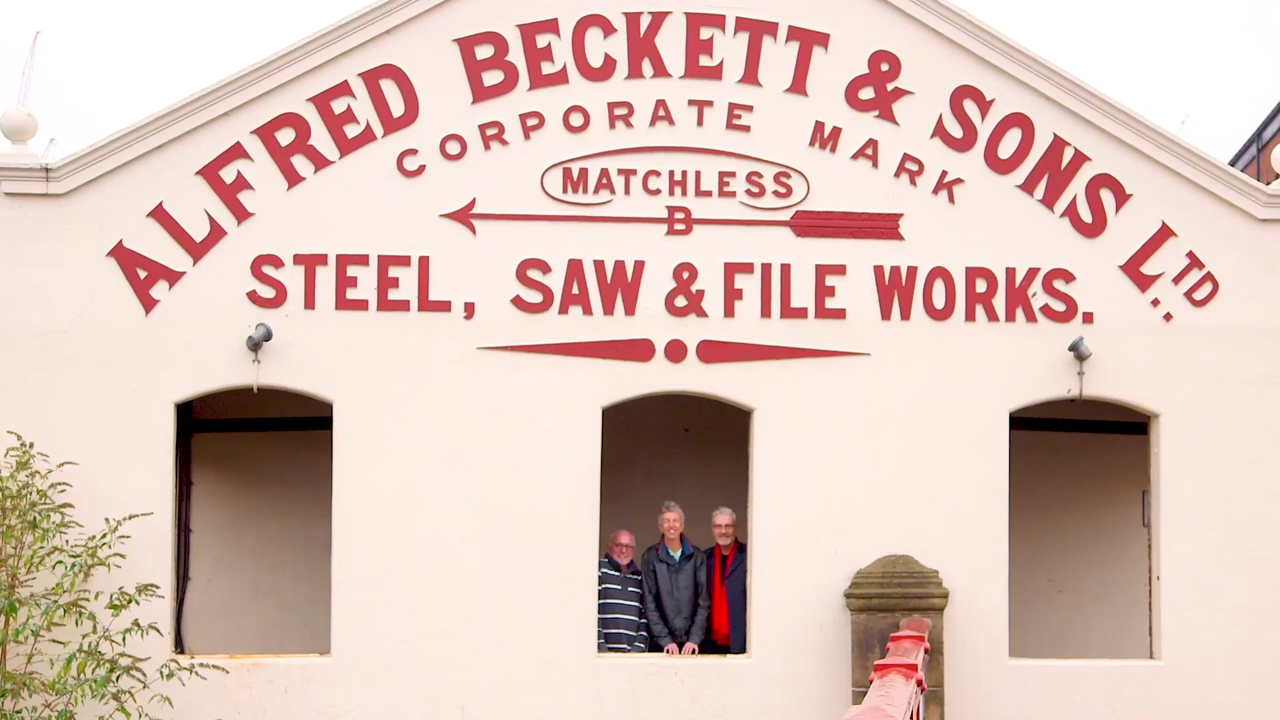 ALFRED BECKETT & SONS LTD.
CORPORATE MARK
MATCHLESS
B
STEEL, SAW & FILE WORKS.